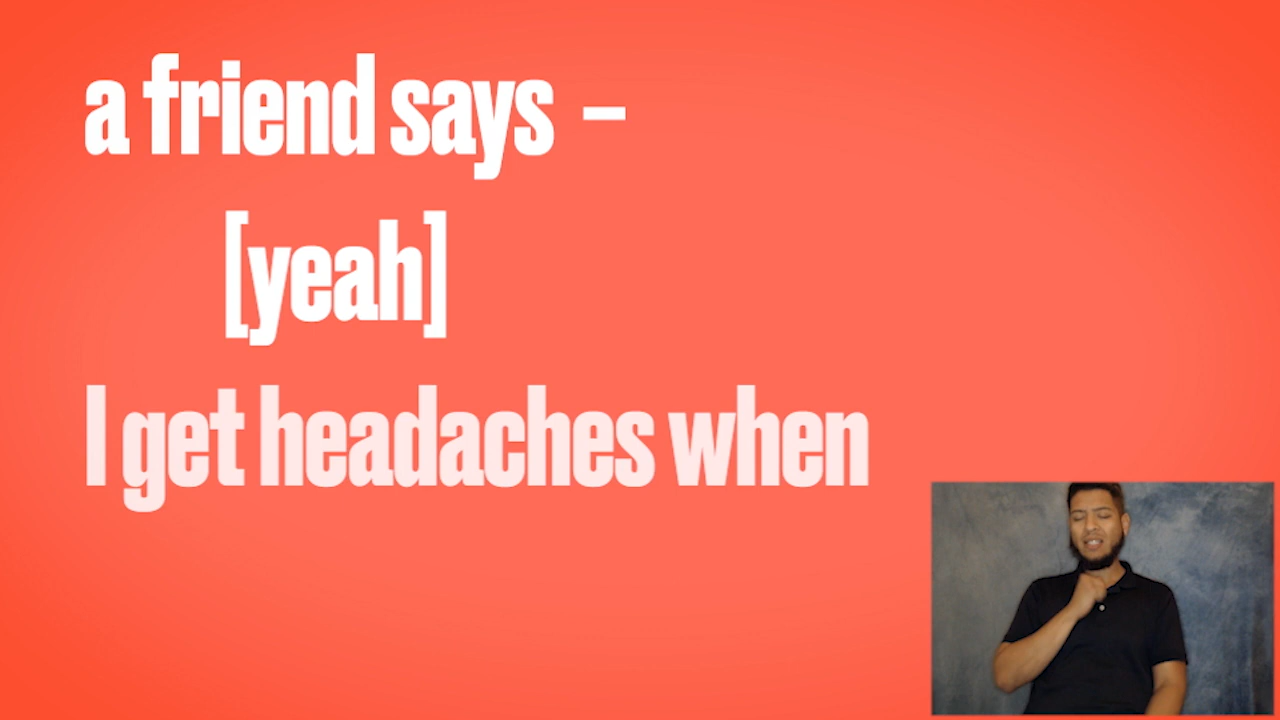 a friend says –
[yeah]
I get headaches when